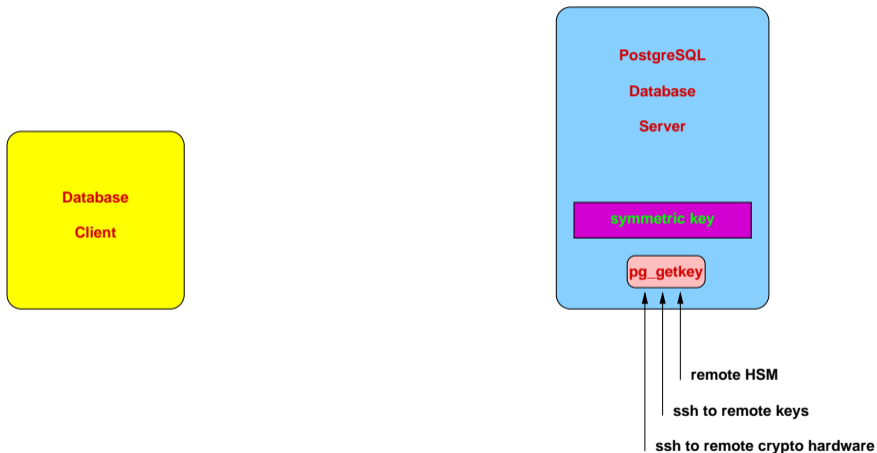 PostgreSQL
Database
Server
Database
Client
symmetric key
pg_getkey
remote HSM
ssh to remote keys
ssh to remote crypto hardware